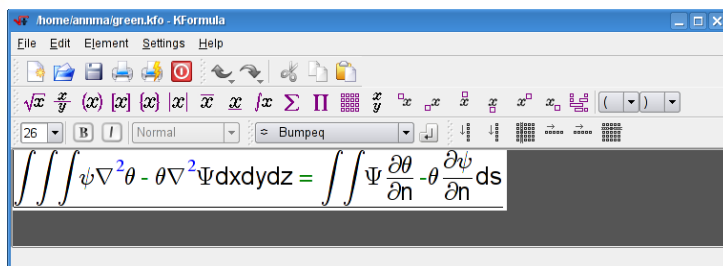 /home/annma/green.kfo - KFormula
File Edit Element Settings Help
√x x/y (x) [x] {x} |x| x̅ x̲ ∫x Σ Π x y x x x x x x ( )
26 B I Normal = Bumpeq
∫∫∫ψ∇²θ - θ∇²Ψdxdydz = ∫∫Ψ ∂θ/∂n -θ ∂ψ/∂n ds